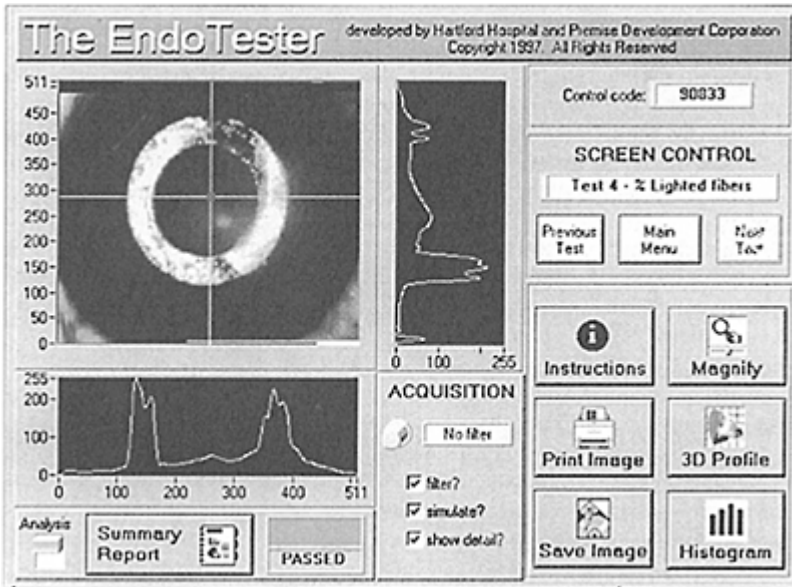 The EndoTester
developed by Hartford Hospital and Premise Development Corporation
Copyright 1997. All Rights Reserved
511
450
400
350
300
250
200
150
100
50
0
0 100 255
Control code: 90833
SCREEN CONTROL
Test 4 - % Lighted fibers
Previous
Test
Main
Menu
Next
Test
255
200
100
0
0 100 200 300 400 511
ACQUISITION
No filter
filter?
simulate?
show detail?
Instructions
Magnify
Print Image
3D Profile
Save Image
Histogram
Analysis
Summary
Report
PASSED